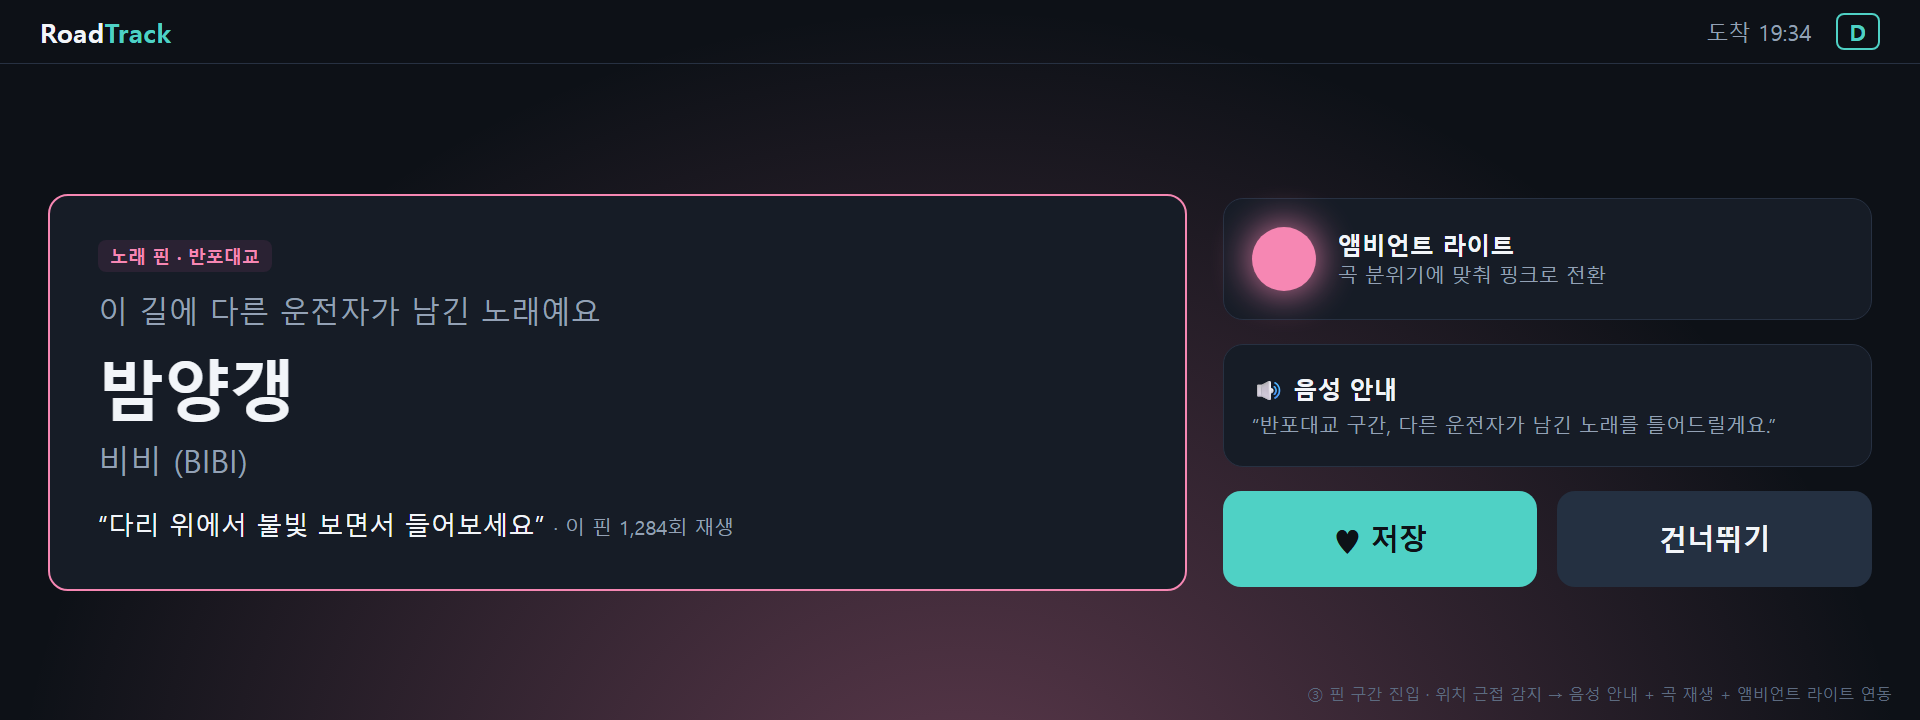 RoadTrack
도착 19:34
D
노래 핀 · 반포대교
이 길에 다른 운전자가 남긴 노래예요
밤양갱
비비 (BIBI)
“다리 위에서 불빛 보면서 들어보세요” · 이 핀 1,284회 재생
앰비언트 라이트
곡 분위기에 맞춰 핑크로 전환
🔊 음성 안내
“반포대교 구간, 다른 운전자가 남긴 노래를 틀어드릴게요.”
♥ 저장
건너뛰기
③ 핀 구간 진입 · 위치 근접 감지 → 음성 안내 + 곡 재생 + 앰비언트 라이트 연동